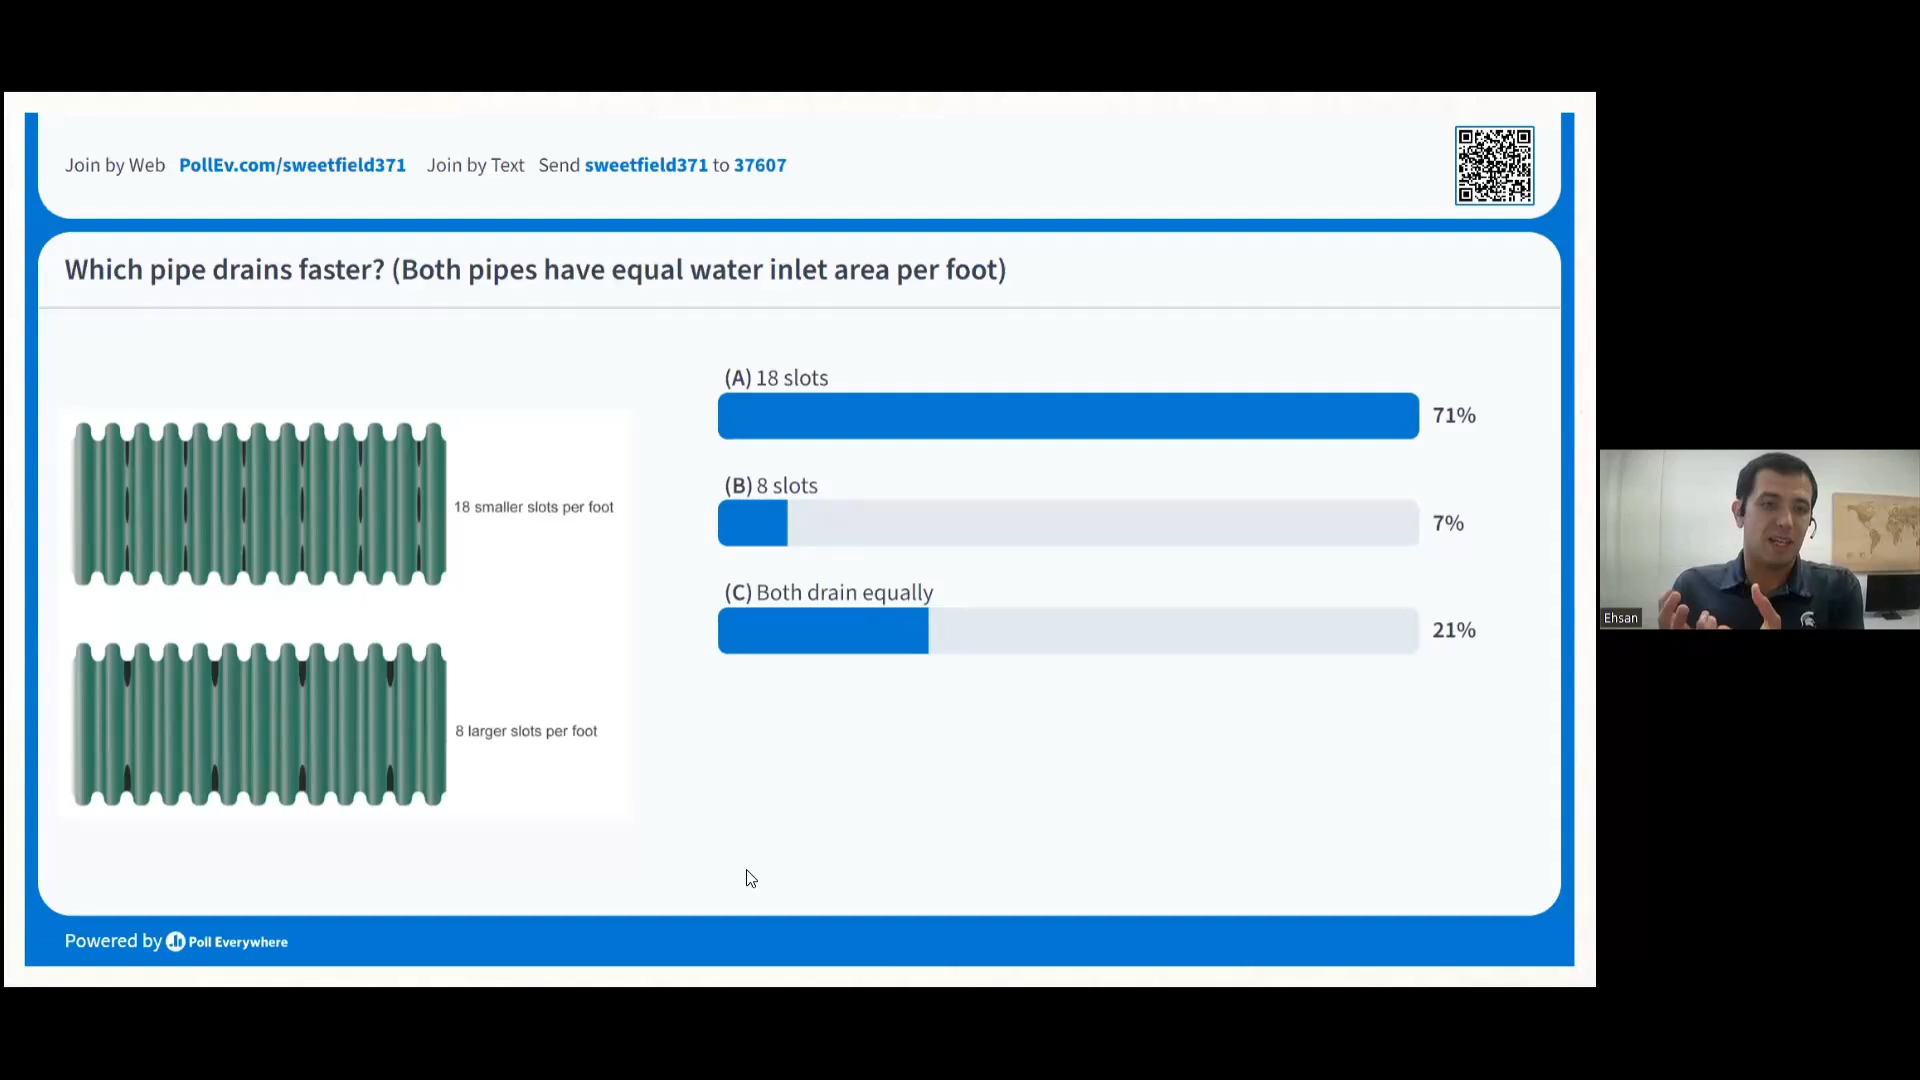 Join by Web PollEv.com/sweetfield371 Join by Text Send sweetfield371 to 37607
Which pipe drains faster? (Both pipes have equal water inlet area per foot)
(A) 18 slots
71%
(B) 8 slots
7%
(C) Both drain equally
21%
18 smaller slots per foot
8 larger slots per foot
Powered by Poll Everywhere
Ehsan